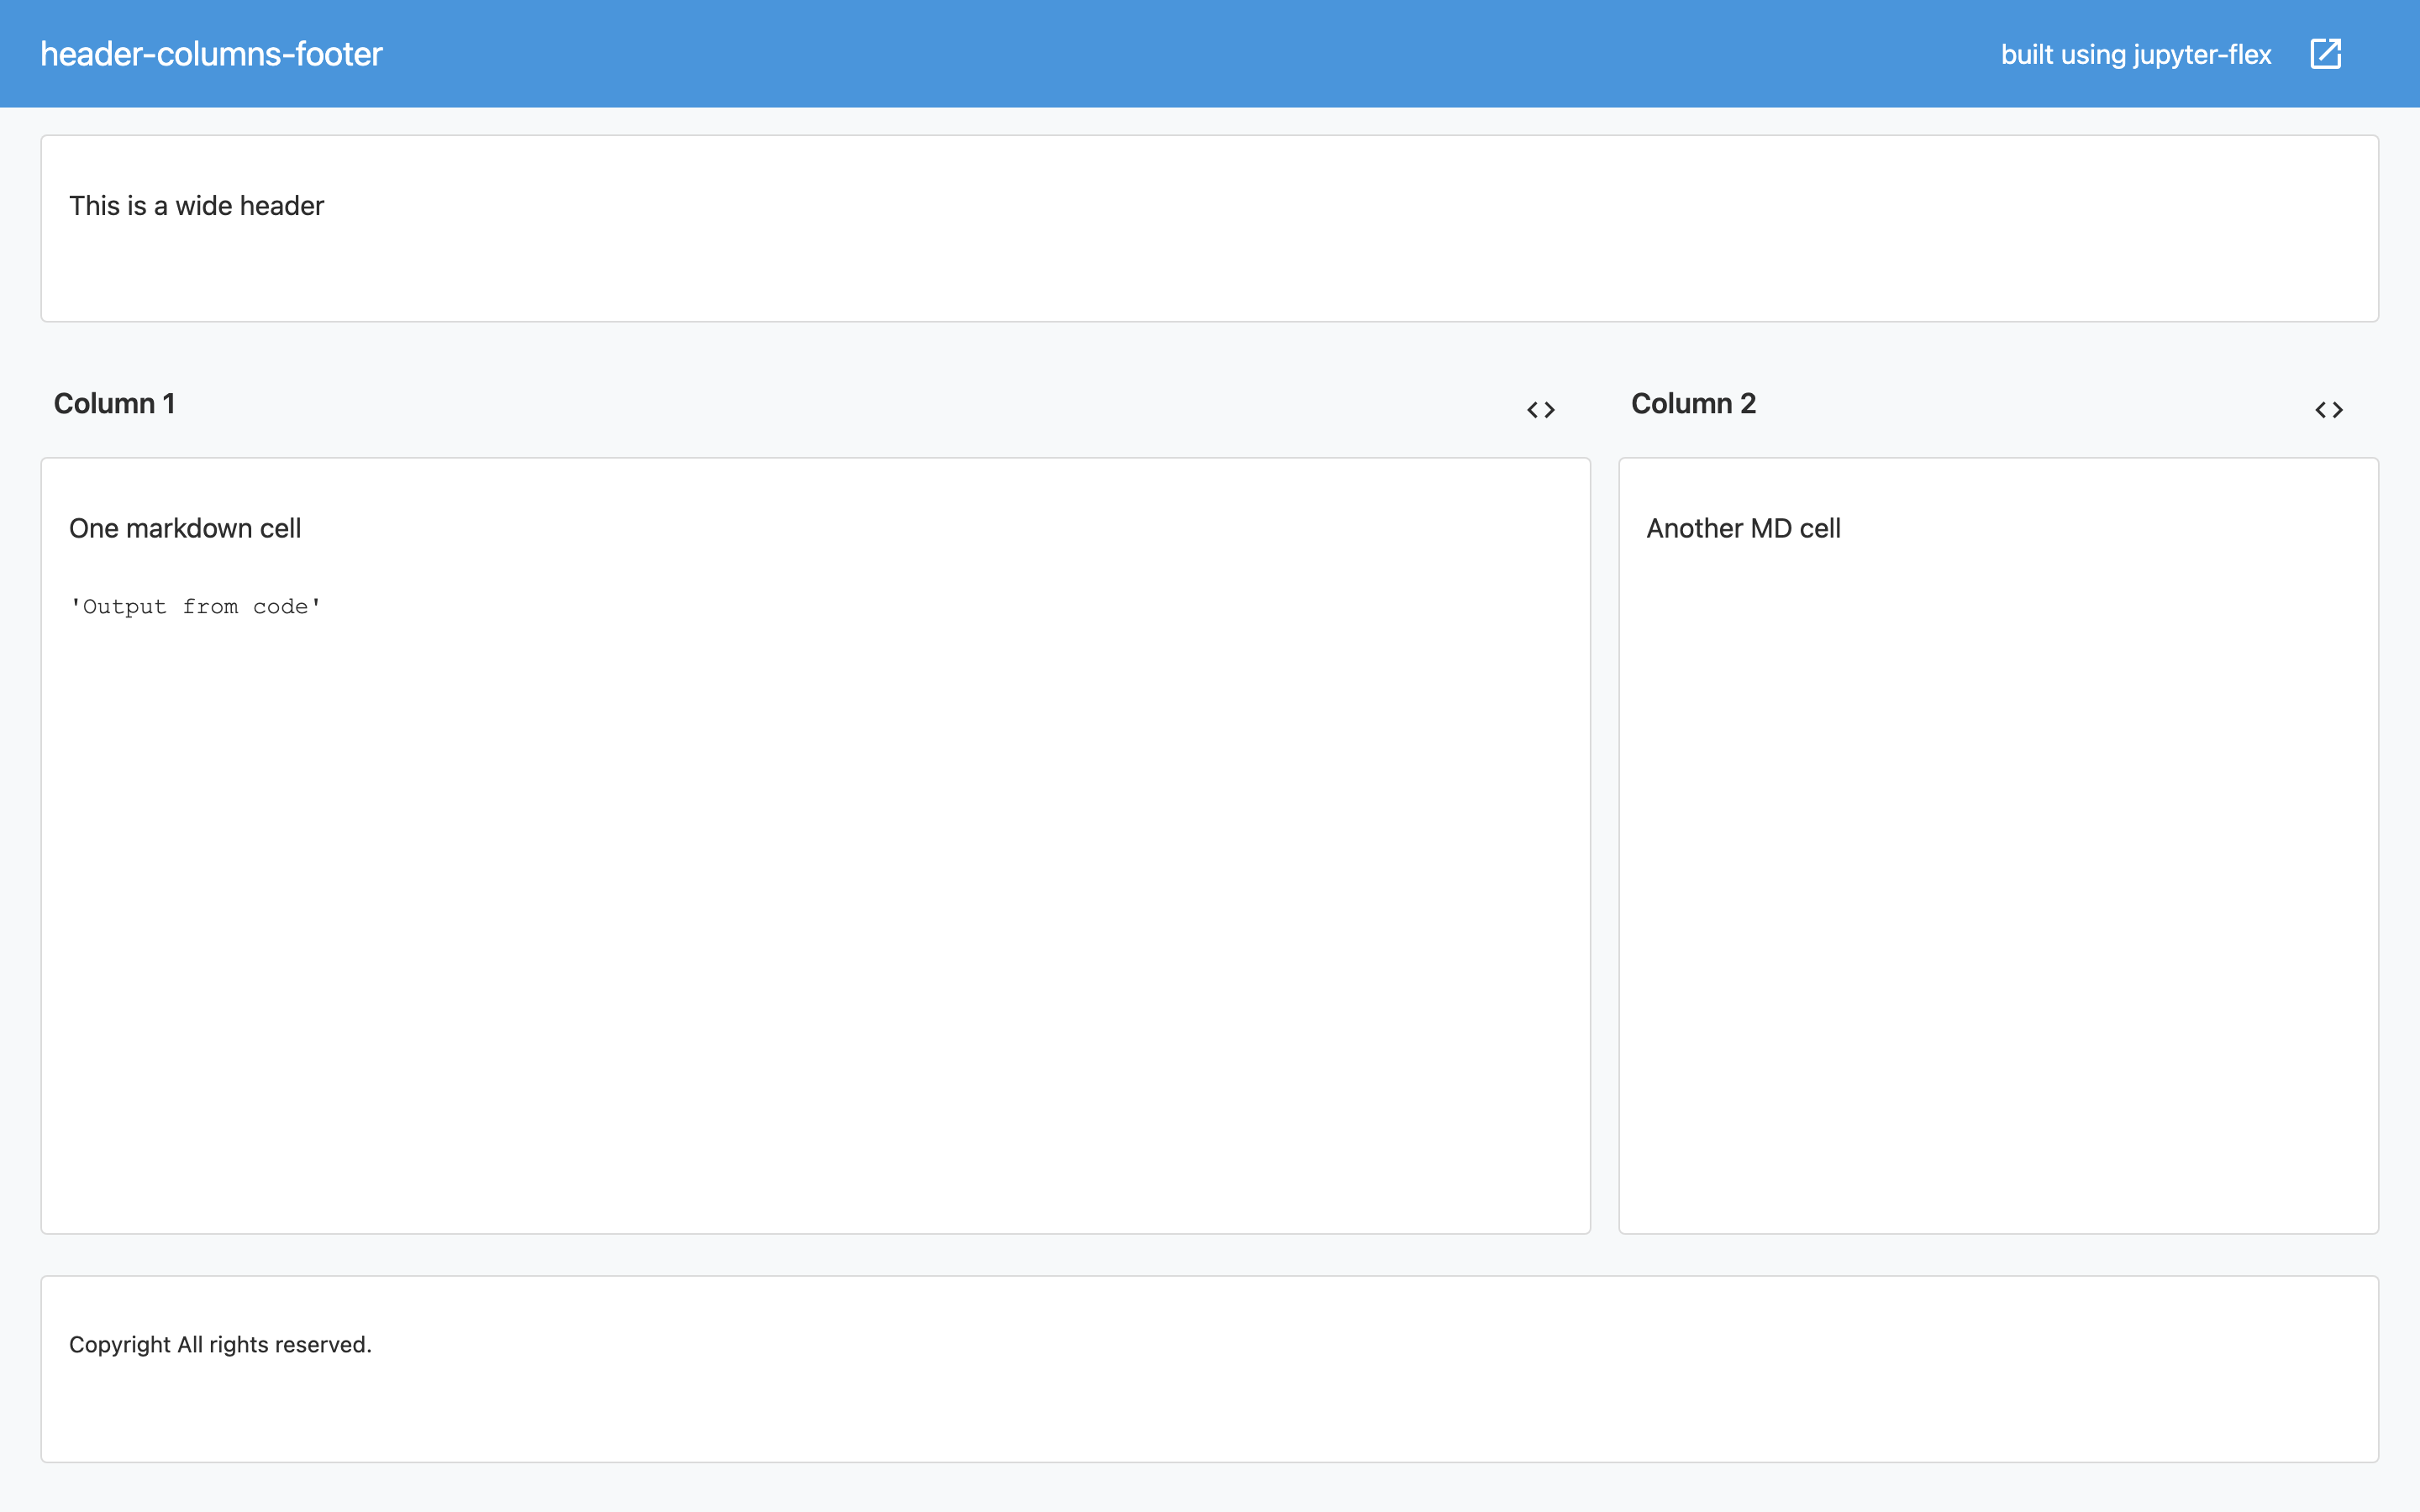 header-columns-footer
built using jupyter-flex
This is a wide header
Column 1
Column 2
One markdown cell
'Output from code'
Another MD cell
Copyright All rights reserved.